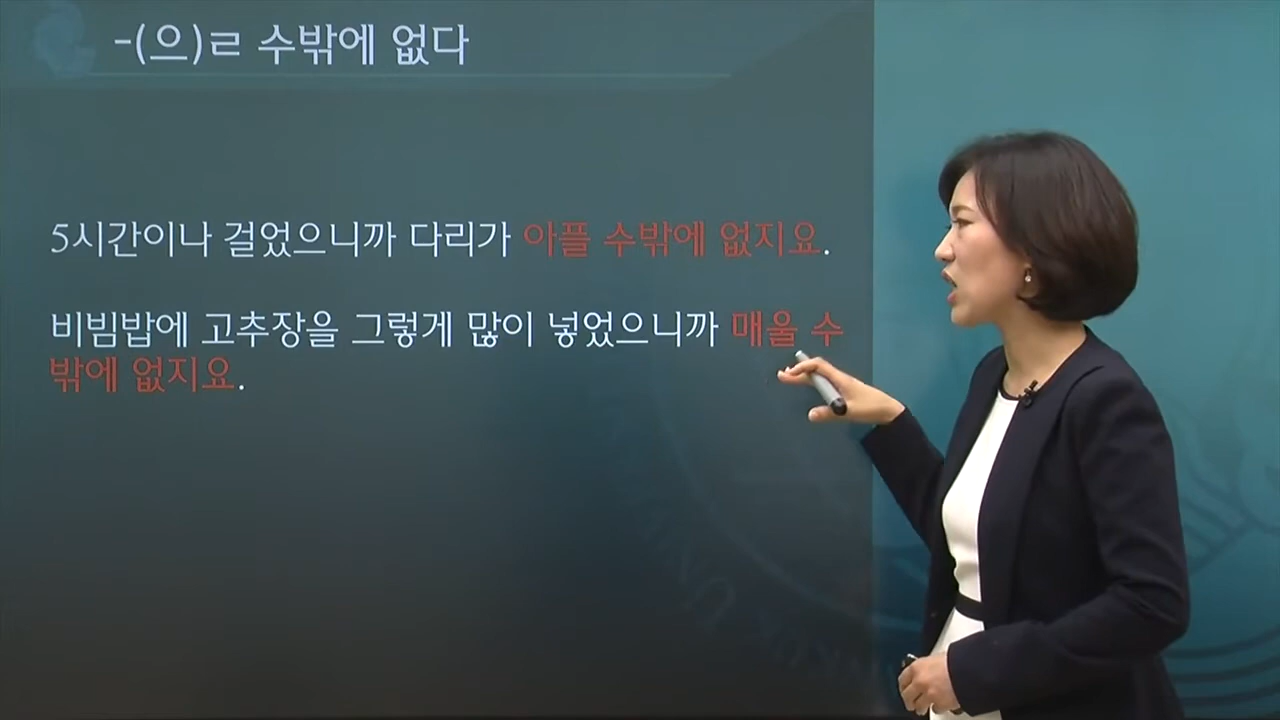 -(으)ㄹ 수밖에 없다
5시간이나 걸었으니까 다리가 아플 수밖에 없지요.
비빔밥에 고추장을 그렇게 많이 넣었으니까 매울 수
밖에 없지요.